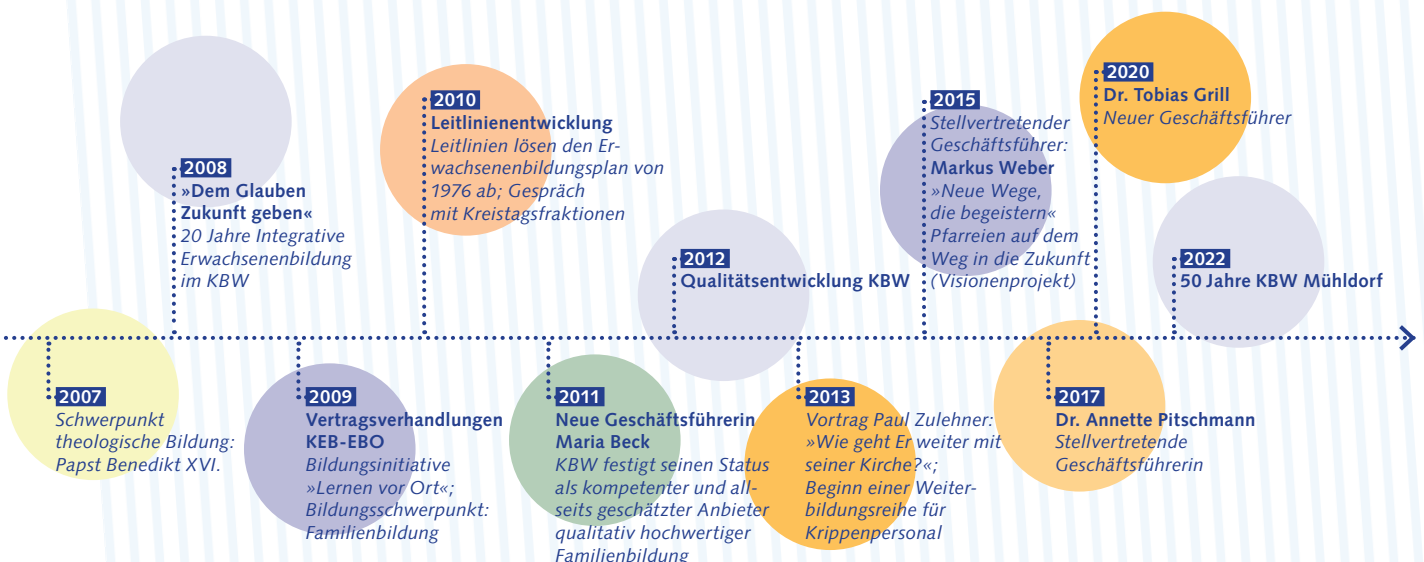 2007
Schwerpunkt
theologische Bildung:
Papst Benedikt XVI.
2008
»Dem Glauben
Zukunft geben«
20 Jahre Integrative
Erwachsenenbildung
im KBW
2009
Vertragsverhandlungen
KEB-EBO
Bildungsinitiative
»Lernen vor Ort«;
Bildungsschwerpunkt:
Familienbildung
2010
Leitlinienentwicklung
Leitlinien lösen den Er-
wachsenenbildungsplan von
1976 ab; Gespräch
mit Kreistagsfraktionen
2011
Neue Geschäftsführerin
Maria Beck
KBW festigt seinen Status
als kompetenter und all-
seits geschätzter Anbieter
qualitativ hochwertiger
Familienbildung
2012
Qualitätsentwicklung KBW
2013
Vortrag Paul Zulehner:
»Wie geht Er weiter mit
seiner Kirche?«;
Beginn einer Weiter-
bildungsreihe für
Krippenpersonal
2015
Stellvertretender
Geschäftsführer:
Markus Weber
»Neue Wege,
die begeistern«
Pfarreien auf dem
Weg in die Zukunft
(Visionenprojekt)
2017
Dr. Annette Pitschmann
Stellvertretende
Geschäftsführerin
2020
Dr. Tobias Grill
Neuer Geschäftsführer
2022
50 Jahre KBW Mühldorf